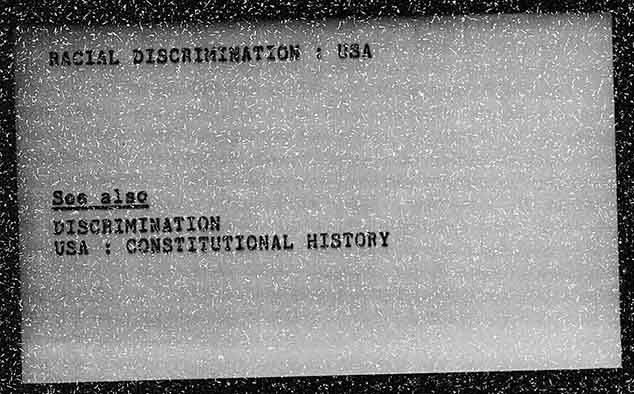 RACIAL DISCRIMINATION : USA
See also
DISCRIMINATION
USA : CONSTITUTIONAL HISTORY